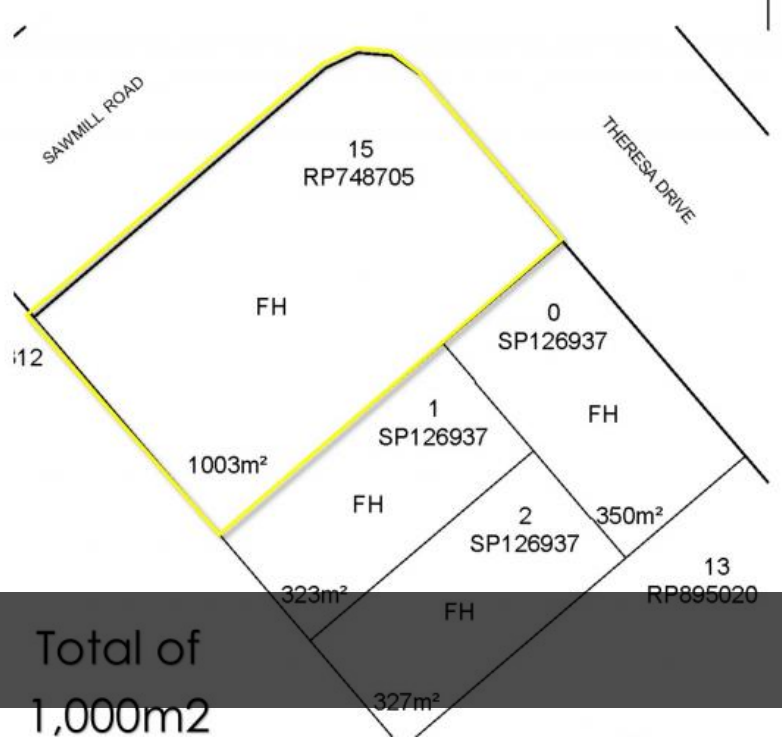 SAWMILL ROAD
THERESA DRIVE
15
RP748705
FH
0
SP126937
FH
1
SP126937
1003m²
FH
2
SP126937
350m²
13
RP895020
323m²
FH
327m²
Total of
1,000m2